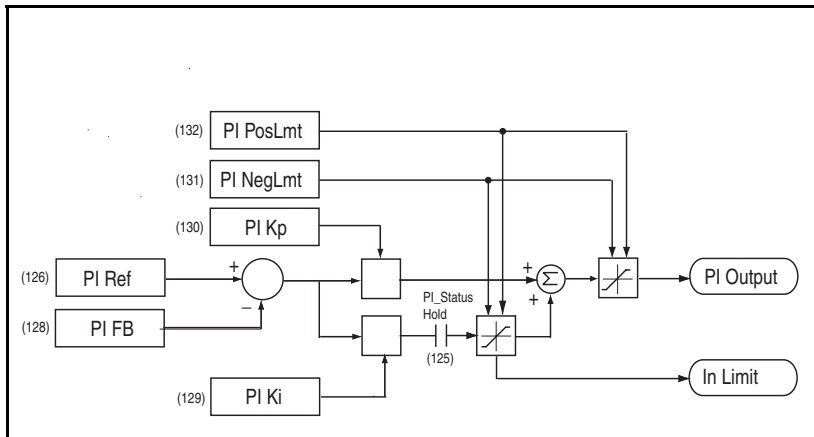 (132) PI PosLmt
(131) PI NegLmt
(130) PI Kp
(126) PI Ref
+
−
(128) PI FB
PI_Status
Hold
(125)
+
+
Σ
PI Output
(129) PI Ki
In Limit